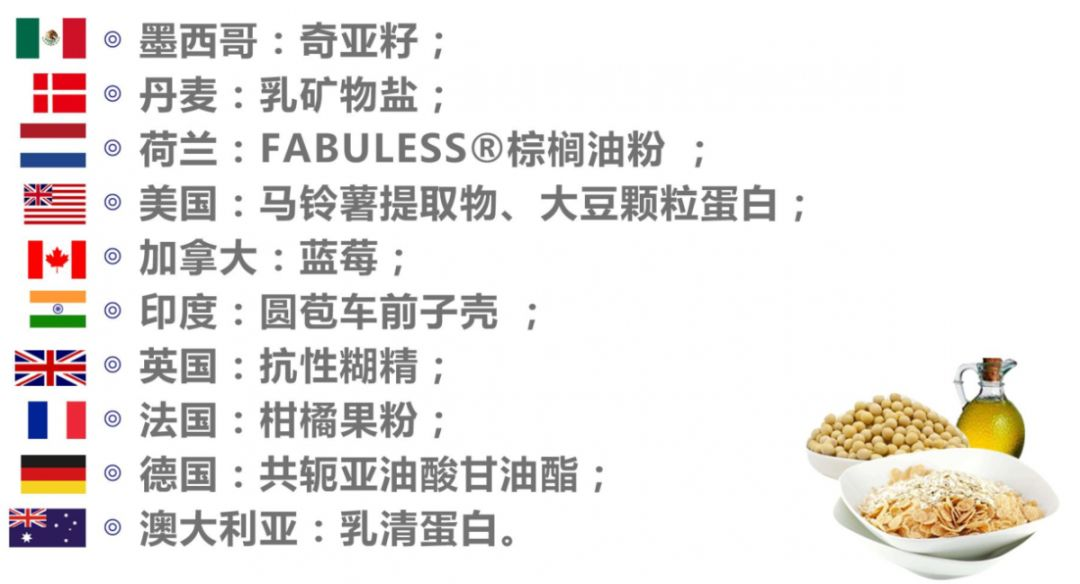 ◎ 墨西哥：奇亚籽；
◎ 丹麦：乳矿物盐；
◎ 荷兰：FABULESS®棕榈油粉 ；
◎ 美国：马铃薯提取物、大豆颗粒蛋白；
◎ 加拿大：蓝莓；
◎ 印度：圆苞车前子壳 ；
◎ 英国：抗性糊精；
◎ 法国：柑橘果粉；
◎ 德国：共轭亚油酸甘油酯；
◎ 澳大利亚：乳清蛋白。